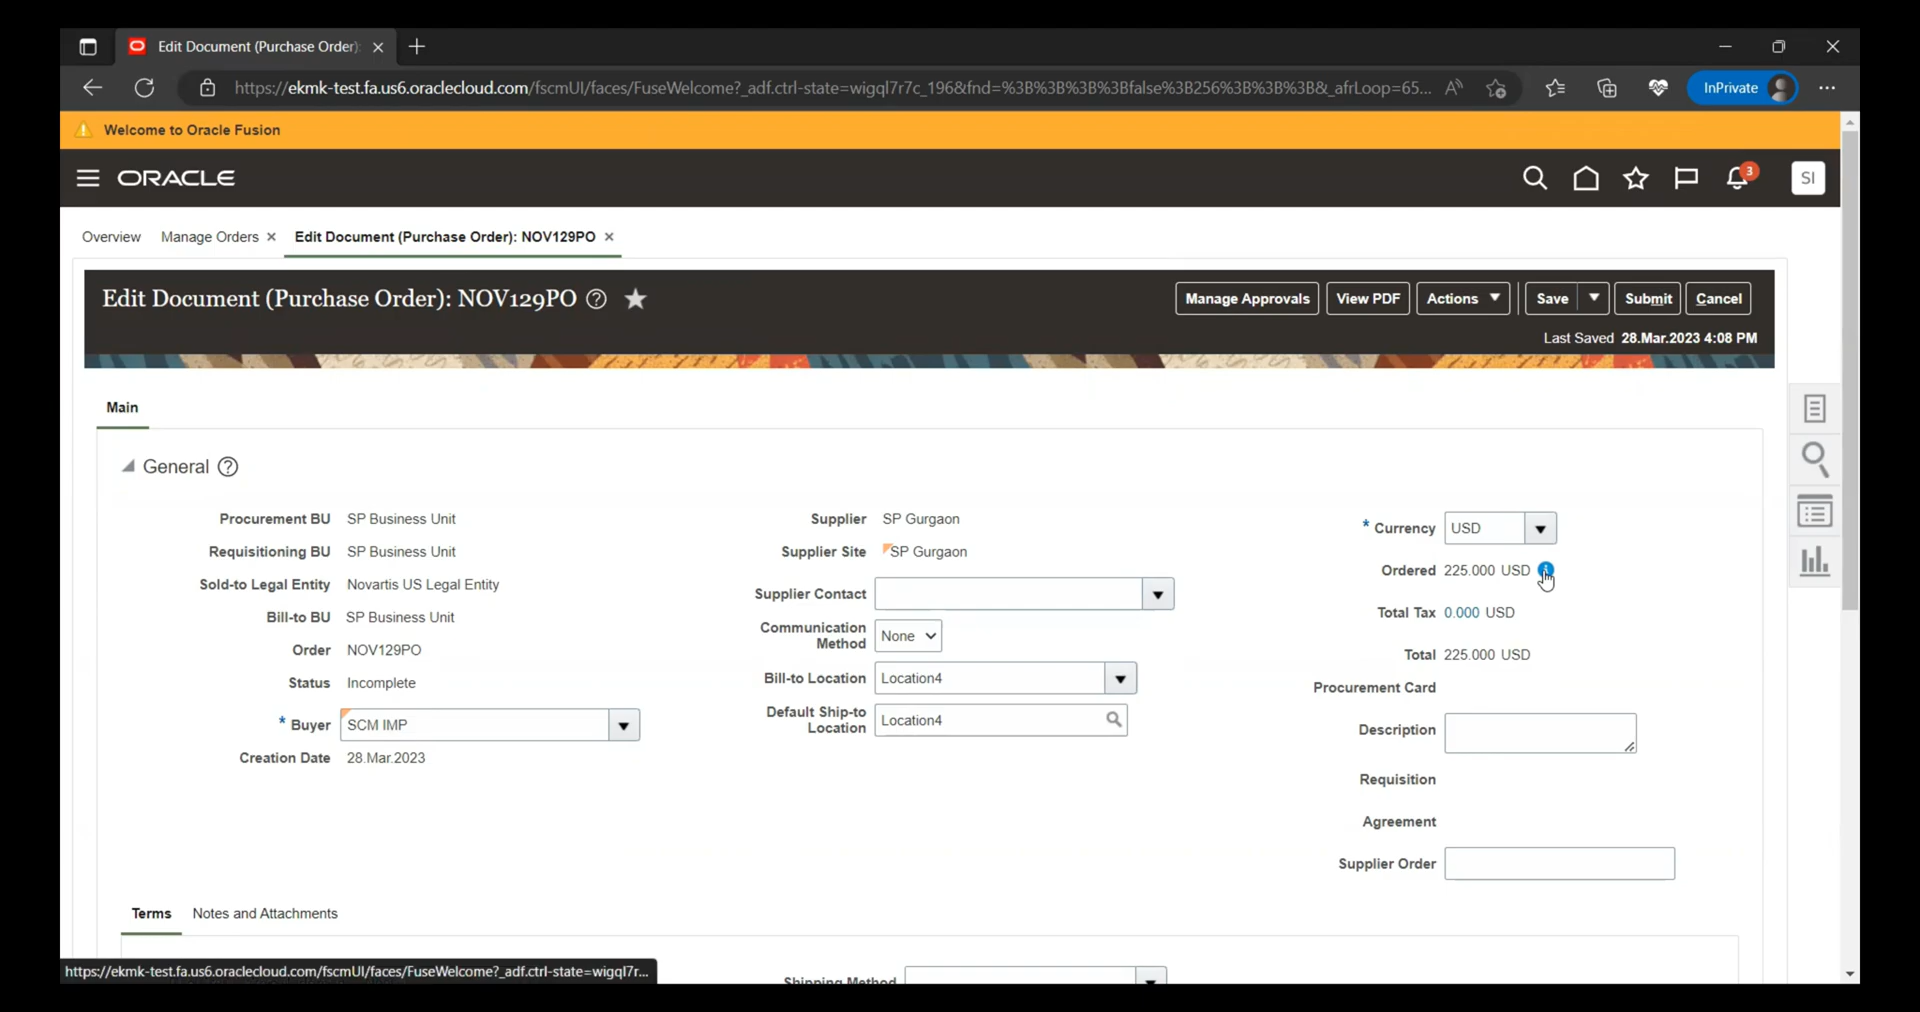 Edit Document (Purchase Order)
https://ekmk-test.fa.us6.oraclecloud.com/fscmUI/faces/FuseWelcome?_adf.ctrl-state=wigql7r7c_196&fnd=%3B%3B%3B%3Bfalse%3B256%3B%3B%3B&_afrLoop=65...
InPrivate
Welcome to Oracle Fusion
ORACLE
3
SI
Overview Manage Orders Edit Document (Purchase Order): NOV129PO
Edit Document (Purchase Order): NOV129PO
Manage Approvals View PDF Actions Save Submit Cancel
Last Saved 28.Mar.2023 4:08 PM
Main
General
Procurement BU SP Business Unit
Requisitioning BU SP Business Unit
Sold-to Legal Entity Novartis US Legal Entity
Bill-to BU SP Business Unit
Order NOV129PO
Status Incomplete
* Buyer SCM IMP
Creation Date 28.Mar.2023
Supplier SP Gurgaon
Supplier Site SP Gurgaon
Supplier Contact
Communication
Method None
Bill-to Location Location4
Default Ship-to
Location Location4
* Currency USD
Ordered 225.000 USD
Total Tax 0.000 USD
Total 225.000 USD
Procurement Card
Description
Requisition
Agreement
Supplier Order
Terms Notes and Attachments
Shipping Method
https://ekmk-test.fa.us6.oraclecloud.com/fscmUI/faces/FuseWelcome?_adf.ctrl-state=wigql7r...